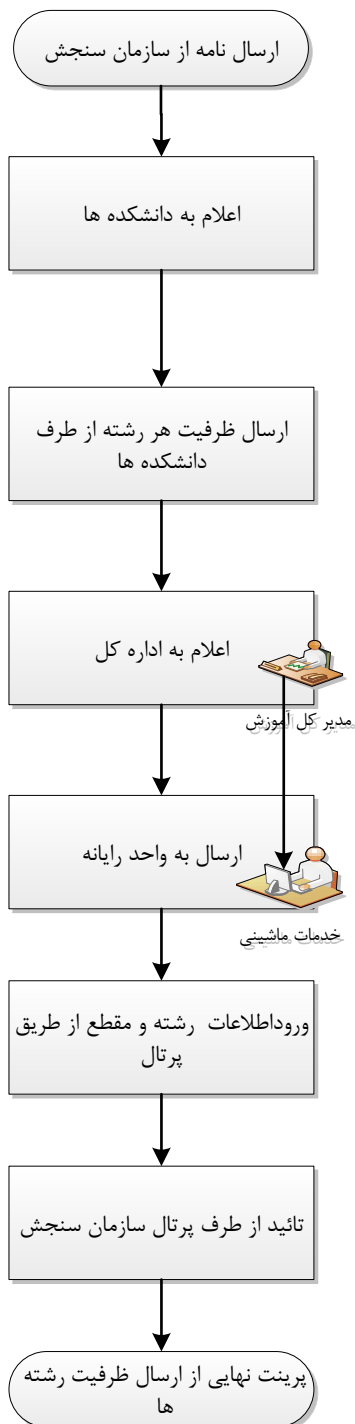 ارسال نامه از سازمان سنجش
اعلام به دانشکده ها
ارسال ظرفیت هر رشته از طرف
دانشکده ها
اعلام به اداره کل
مدیر کل آموزش
ارسال به واحد رایانه
خدمات ماشینی
وروداطلاعات رشته و مقطع از طریق
پرتال
تائید از طرف پرتال سازمان سنجش
پرینت نهایی از ارسال ظرفیت رشته
ها